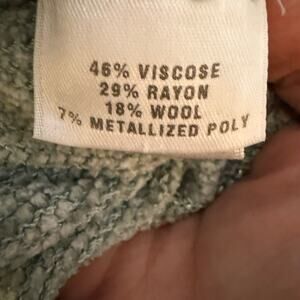 46% VISCOSE
29% RAYON
18% WOOL
7% METALLIZED POLY